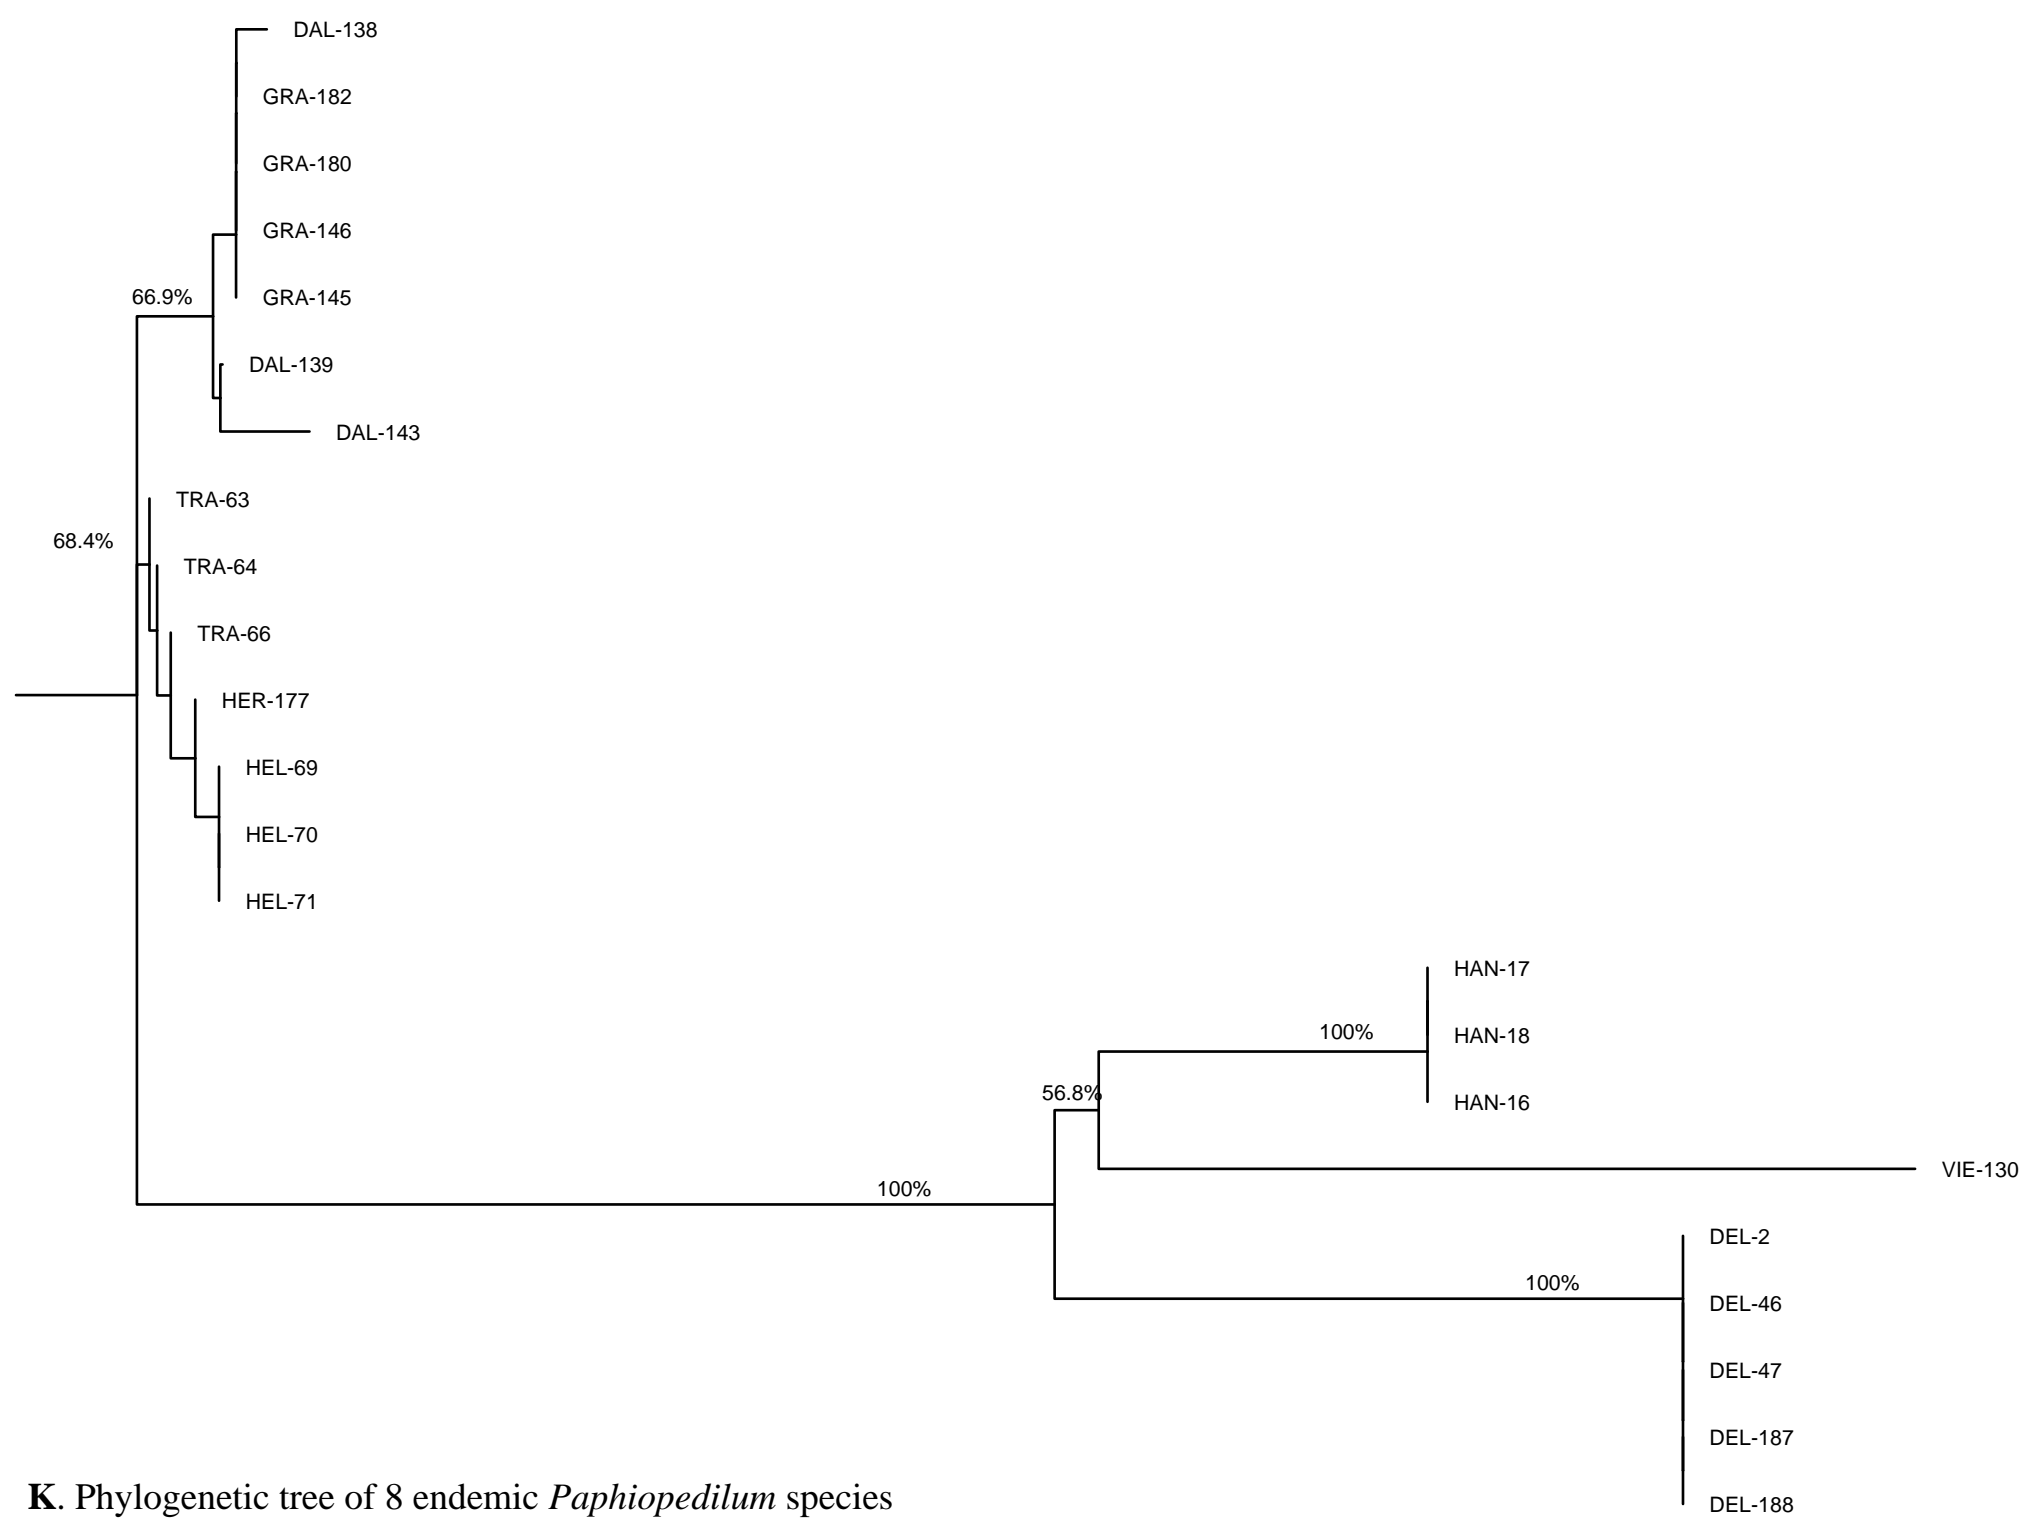 DAL-138
GRA-182
GRA-180
GRA-146
66.9%
GRA-145
DAL-139
DAL-143
TRA-63
68.4%
TRA-64
TRA-66
HER-177
HEL-69
HEL-70
HEL-71
HAN-17
100%
HAN-18
56.8%
HAN-16
VIE-130
100%
DEL-2
100%
DEL-46
DEL-47
DEL-187
K. Phylogenetic tree of 8 endemic Paphiopedilum species
DEL-188